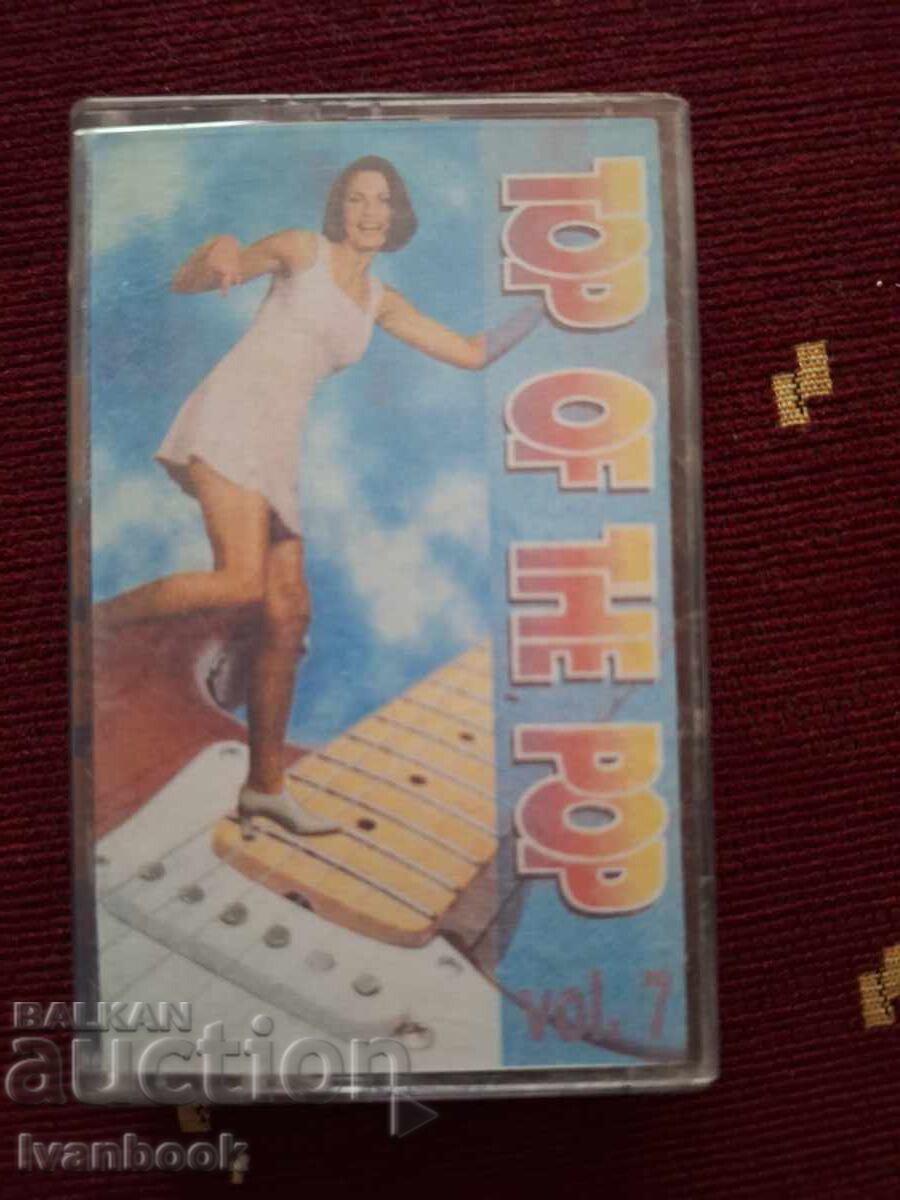 TOP OF THE POP
vol. 7
BALKAN
auction
Ivanbook